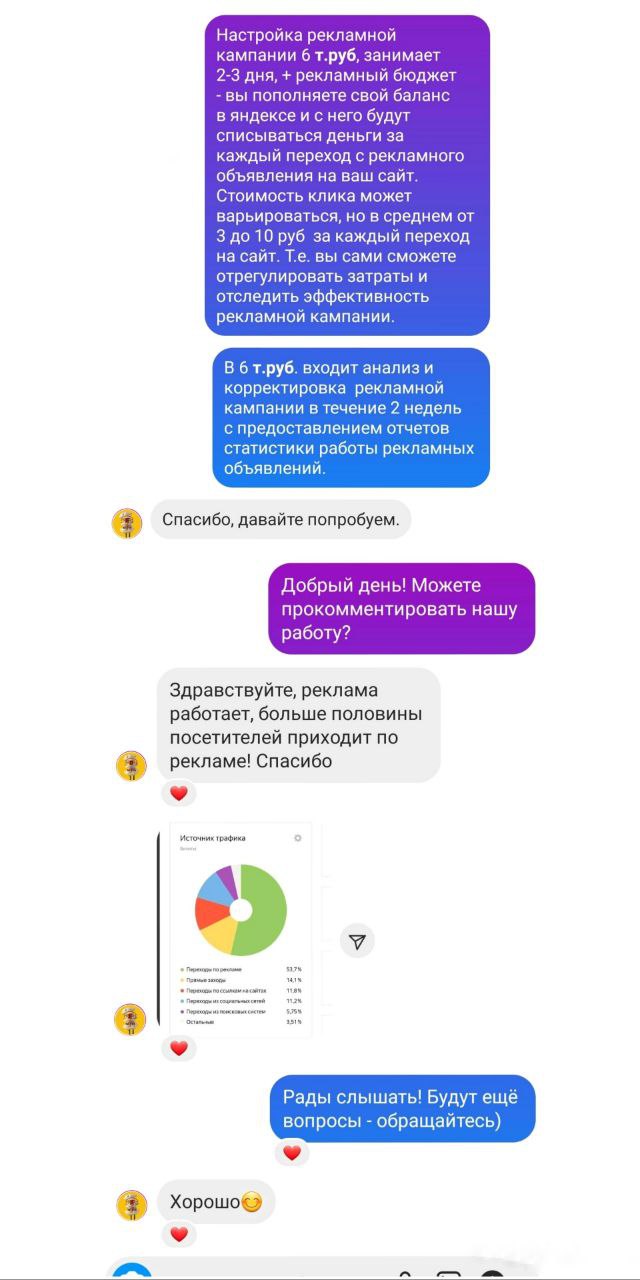 Настройка рекламной
кампании 6 т.руб, занимает
2-3 дня, + рекламный бюджет
- вы пополняете свой баланс
в яндексе и с него будут
списываться деньги за
каждый переход с рекламного
объявления на ваш сайт.
Стоимость клика может
варьироваться, но в среднем от
3 до 10 руб за каждый переход
на сайт. Т.е. вы сами сможете
отрегулировать затраты и
отследить эффективность
рекламной кампании.
В 6 т.руб. входит анализ и
корректировка рекламной
кампании в течение 2 недель
с предоставлением отчетов
статистики работы рекламных
объявлений.
Спасибо, давайте попробуем.
Добрый день! Можете
прокомментировать нашу
работу?
Здравствуйте, реклама
работает, больше половины
посетителей приходит по
рекламе! Спасибо
Источник трафика
Визиты
Переходы по рекламе 53,7%
Прямые заходы 14,1%
Переходы по ссылкам на сайтах 11,8%
Переходы из социальных сетей 11,2%
Переходы из поисковых систем 5,75%
Остальные 3,51%
Рады слышать! Будут ещё
вопросы - обращайтесь)
Хорошо😊